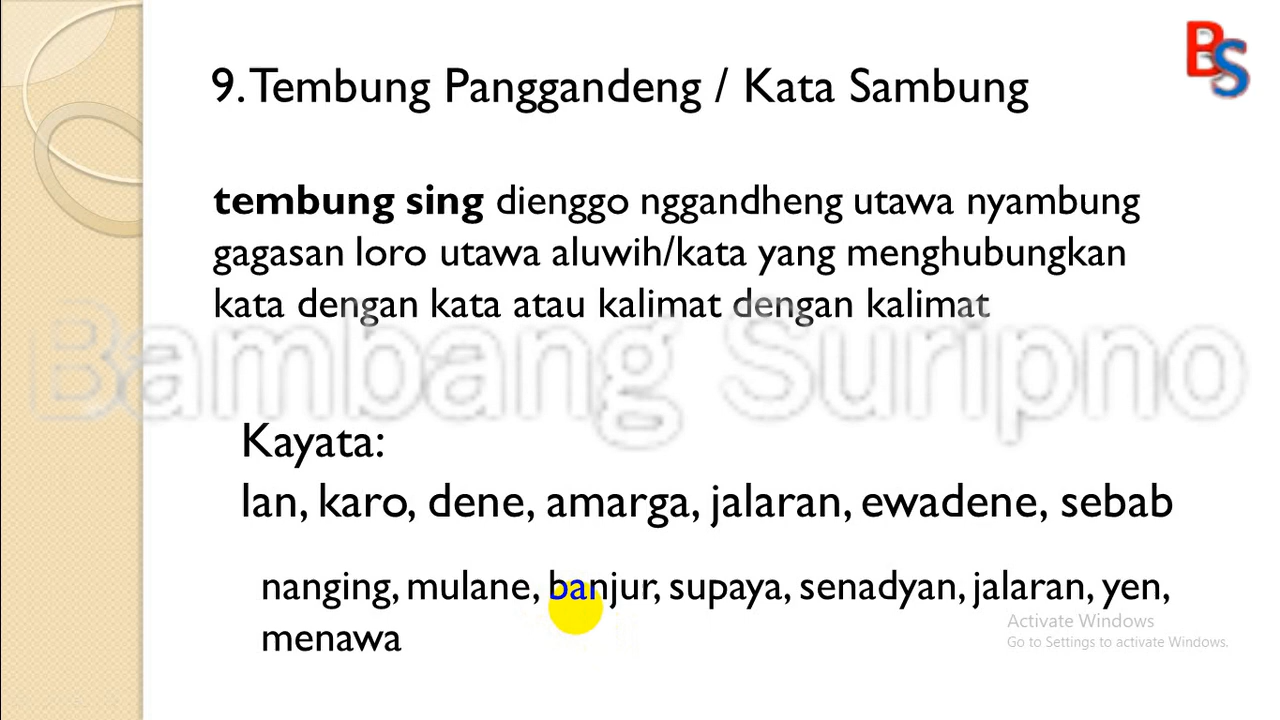 9. Tembung Panggandeng / Kata Sambung
BS
tembung sing dienggo nggandheng utawa nyambung
gagasan loro utawa aluwih/kata yang menghubungkan
kata dengan kata atau kalimat dengan kalimat
Bambang Suripno
Kayata:
lan, karo, dene, amarga, jalaran, ewadene, sebab
nanging, mulane, banjur, supaya, senadyan, jalaran, yen,
menawa
Activate Windows
Go to Settings to activate Windows.